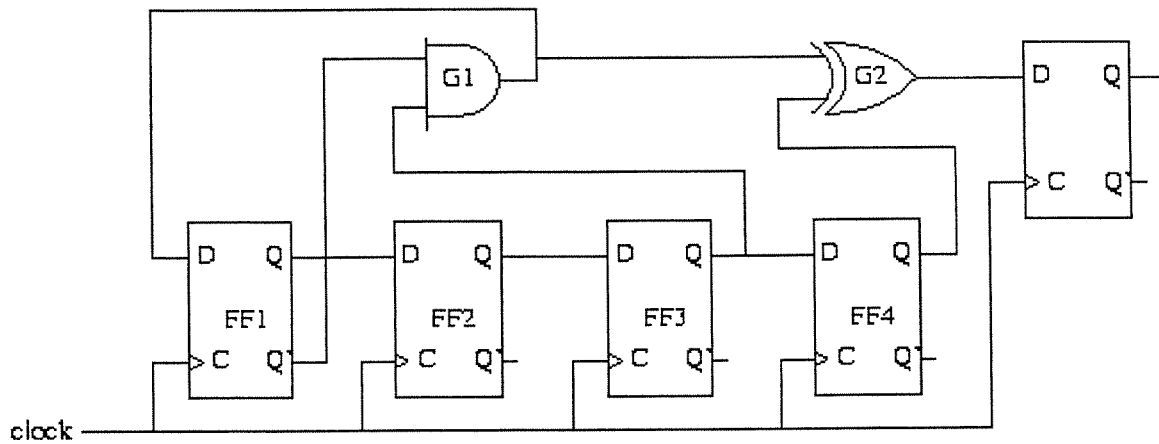 G1
G2
D Q
C Q'
D Q
FF1
C Q'
D Q
FF2
C Q'
D Q
FF3
C Q'
D Q
FF4
C Q'
clock